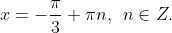 x = −π/3 + πn, n ∈ Z.